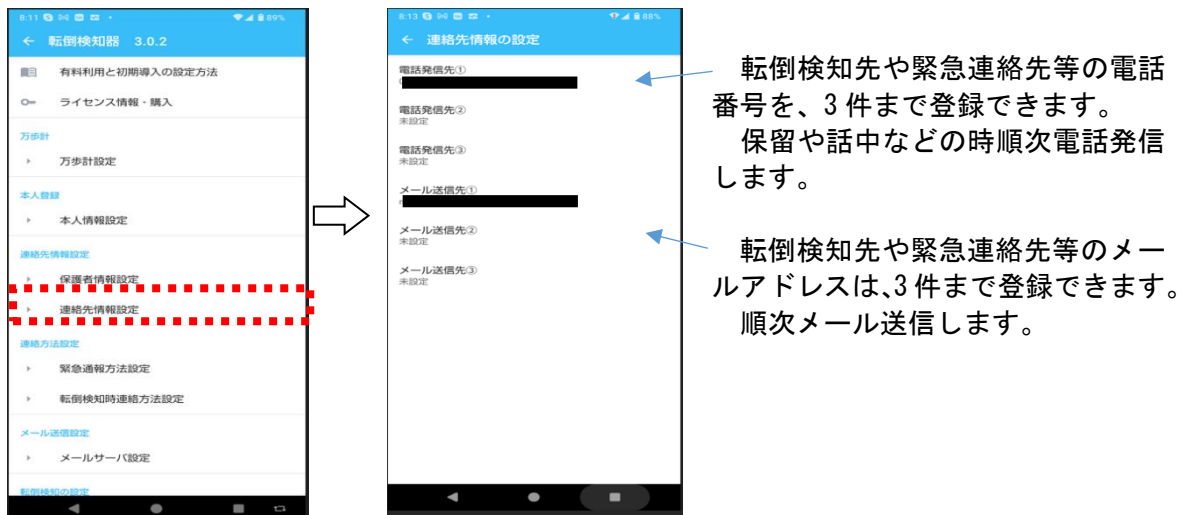 8:11
89%
← 転倒検知器 3.0.2
有料利用と初期導入の設定方法
ライセンス情報・購入
万歩計
万歩計設定
本人登録
本人情報設定
連絡先情報設定
保護者情報設定
連絡先情報設定
連絡方法設定
緊急通報方法設定
転倒検知時連絡方法設定
メール送信設定
メールサーバ設定
転倒検知の設定
8:13
88%
← 連絡先情報の設定
電話発信先①
電話発信先②
未設定
電話発信先③
未設定
メール送信先①
メール送信先②
未設定
メール送信先③
未設定
転倒検知先や緊急連絡先等の電話
番号を、3件まで登録できます。
保留や話中などの時順次電話発信
します。
転倒検知先や緊急連絡先等のメー
ルアドレスは、3件まで登録できます。
順次メール送信します。